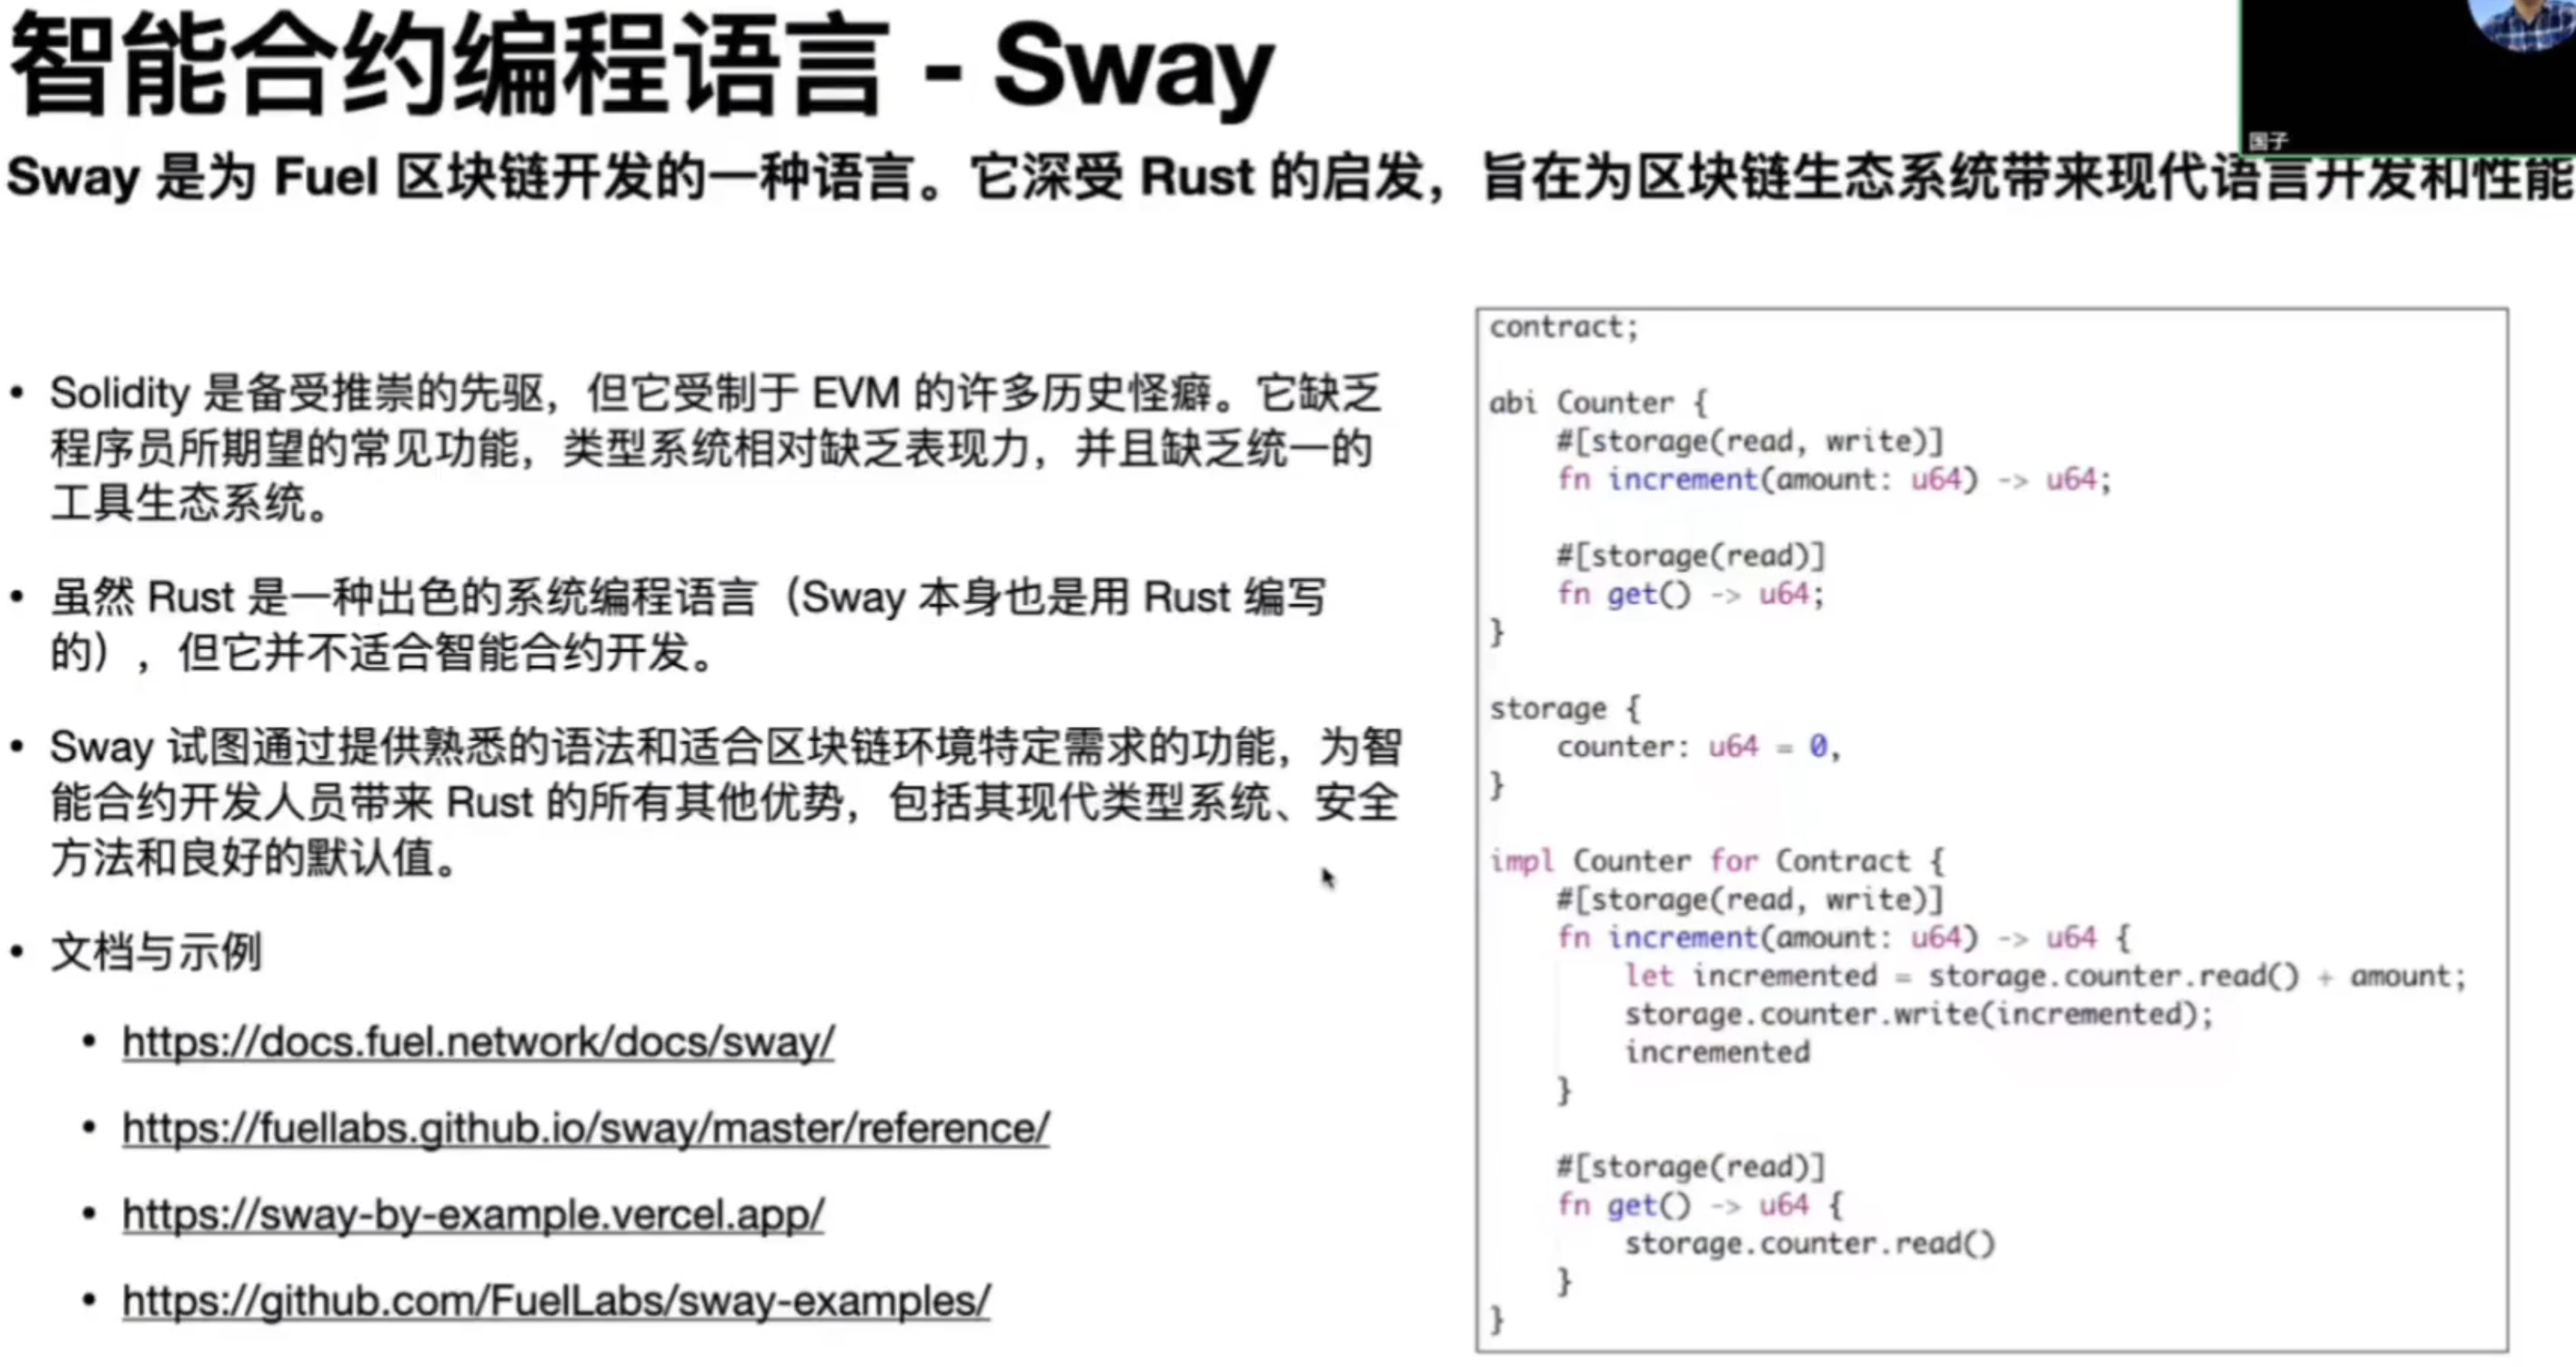 智能合约编程语言 - Sway
国子
Sway 是为 Fuel 区块链开发的一种语言。它深受 Rust 的启发，旨在为区块链生态系统带来现代语言开发和性能
• Solidity 是备受推崇的先驱，但它受制于 EVM 的许多历史怪癖。它缺乏
程序员所期望的常见功能，类型系统相对缺乏表现力，并且缺乏统一的
工具生态系统。
• 虽然 Rust 是一种出色的系统编程语言（Sway 本身也是用 Rust 编写
的），但它并不适合智能合约开发。
• Sway 试图通过提供熟悉的语法和适合区块链环境特定需求的功能，为智
能合约开发人员带来 Rust 的所有其他优势，包括其现代类型系统、安全
方法和良好的默认值。
• 文档与示例
• https://docs.fuel.network/docs/sway/
• https://fuellabs.github.io/sway/master/reference/
• https://sway-by-example.vercel.app/
• https://github.com/FuelLabs/sway-examples/
contract;
abi Counter {
    #[storage(read, write)]
    fn increment(amount: u64) -> u64;
    #[storage(read)]
    fn get() -> u64;
}
storage {
    counter: u64 = 0,
}
impl Counter for Contract {
    #[storage(read, write)]
    fn increment(amount: u64) -> u64 {
        let incremented = storage.counter.read() + amount;
        storage.counter.write(incremented);
        incremented
    }
    #[storage(read)]
    fn get() -> u64 {
        storage.counter.read()
    }
}